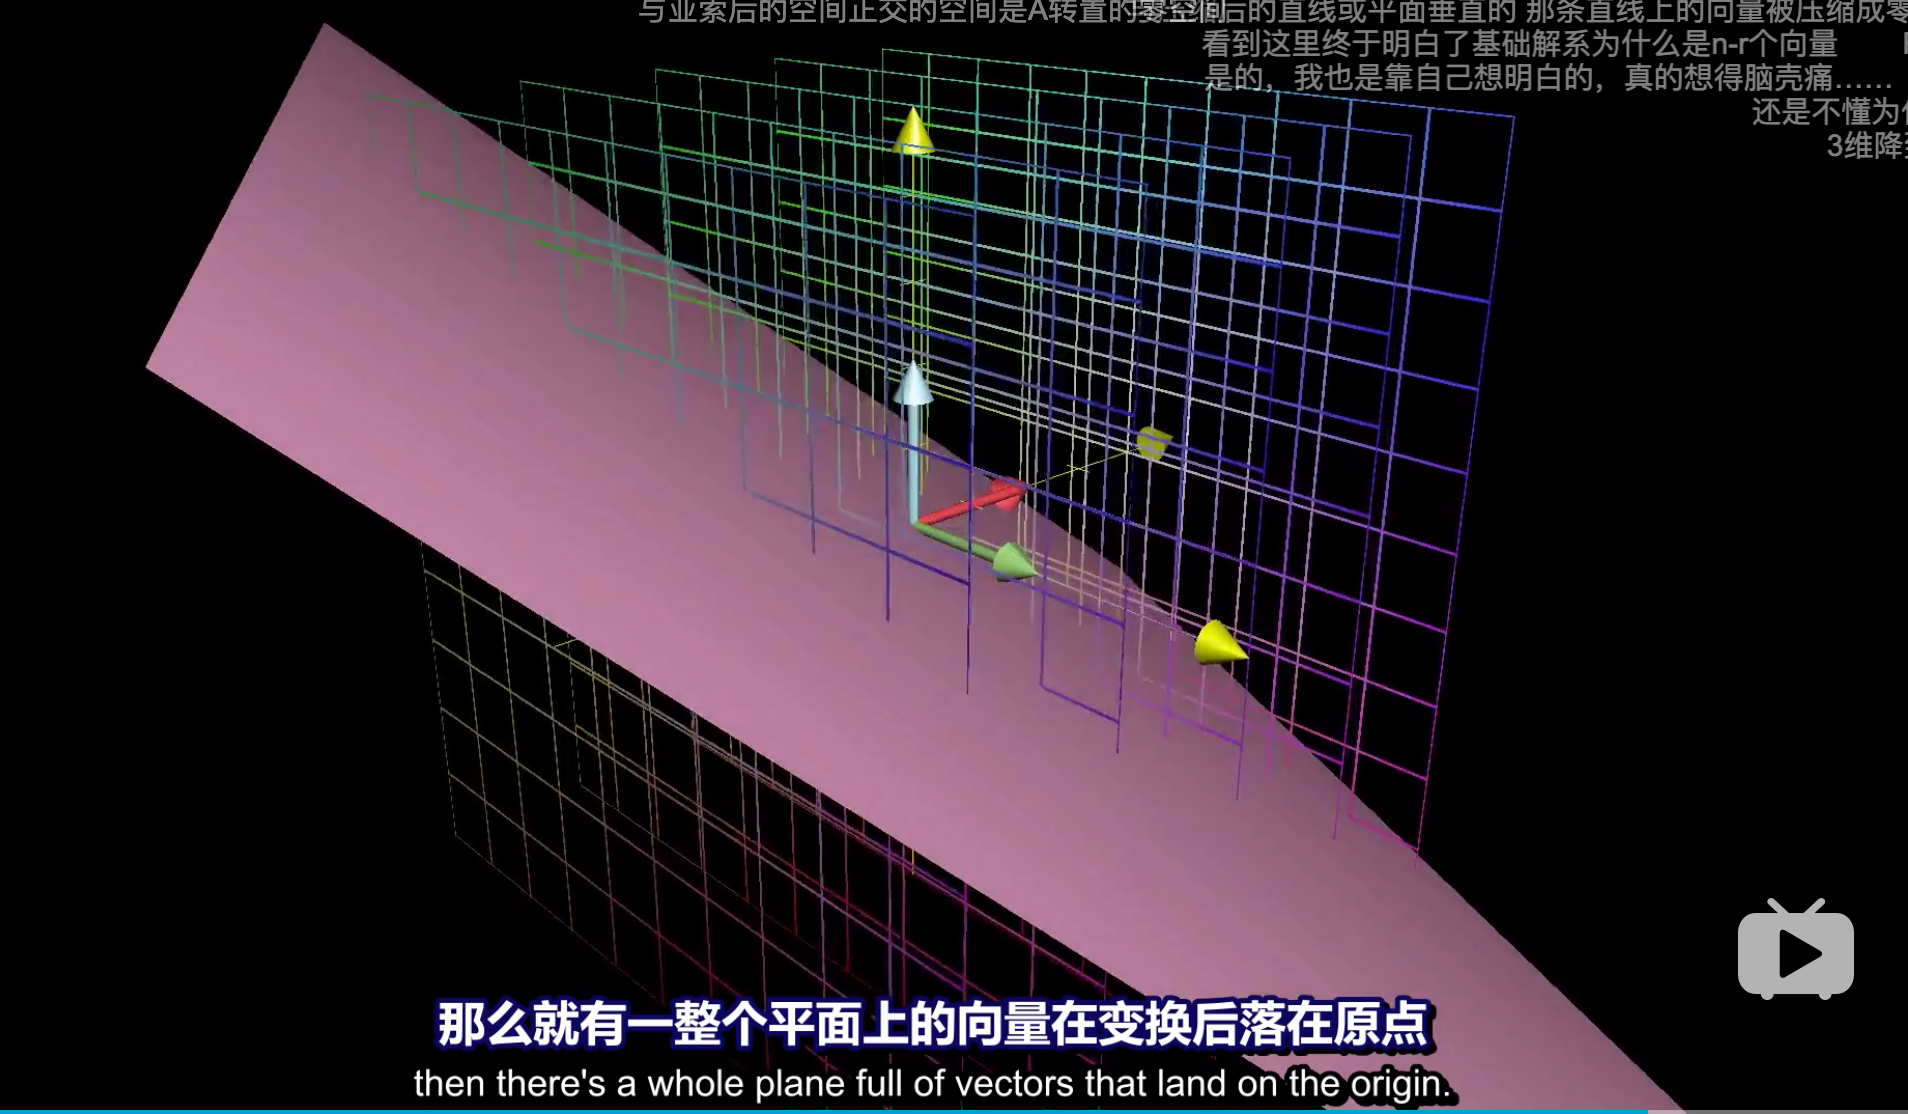 与亚索后的空间正交的空间是A转置的零空间后的直线或平面垂直的 那条直线上的向量被压缩成零
看到这里终于明白了基础解系为什么是n-r个向量
是的，我也是靠自己想明白的，真的想得脑壳痛……
还是不懂为什
3维降到
那么就有一整个平面上的向量在变换后落在原点
then there's a whole plane full of vectors that land on the origin.